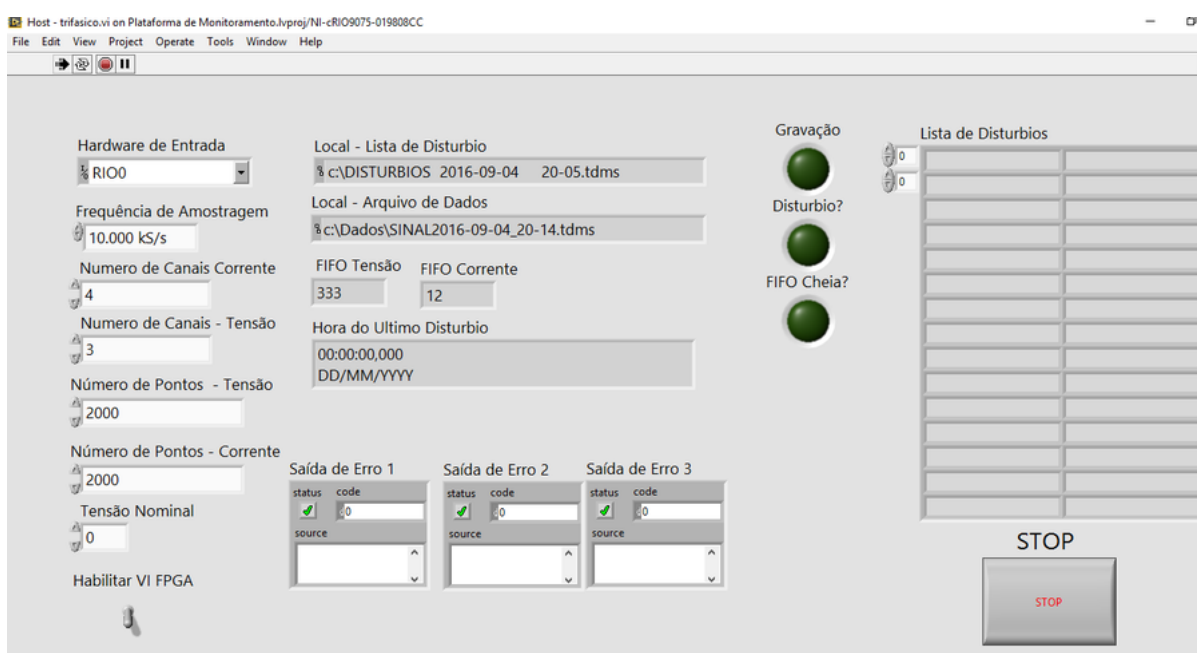 Host - trifasico.vi on Plataforma de Monitoramento.lvproj/NI-cRIO9075-019808CC
File Edit View Project Operate Tools Window Help
Hardware de Entrada
RIO0
Frequência de Amostragem
10.000 kS/s
Numero de Canais Corrente
4
Numero de Canais - Tensão
3
Número de Pontos - Tensão
2000
Número de Pontos - Corrente
2000
Tensão Nominal
0
Habilitar VI FPGA
Local - Lista de Disturbio
c:\DISTURBIOS 2016-09-04 20-05.tdms
Local - Arquivo de Dados
c:\Dados\SINAL2016-09-04_20-14.tdms
FIFO Tensão FIFO Corrente
333 12
Hora do Ultimo Disturbio
00:00:00,000
DD/MM/YYYY
Saída de Erro 1
status code
0
source
Saída de Erro 2
status code
0
source
Saída de Erro 3
status code
0
source
Gravação
Disturbio?
FIFO Cheia?
Lista de Disturbios
0
0
STOP
STOP